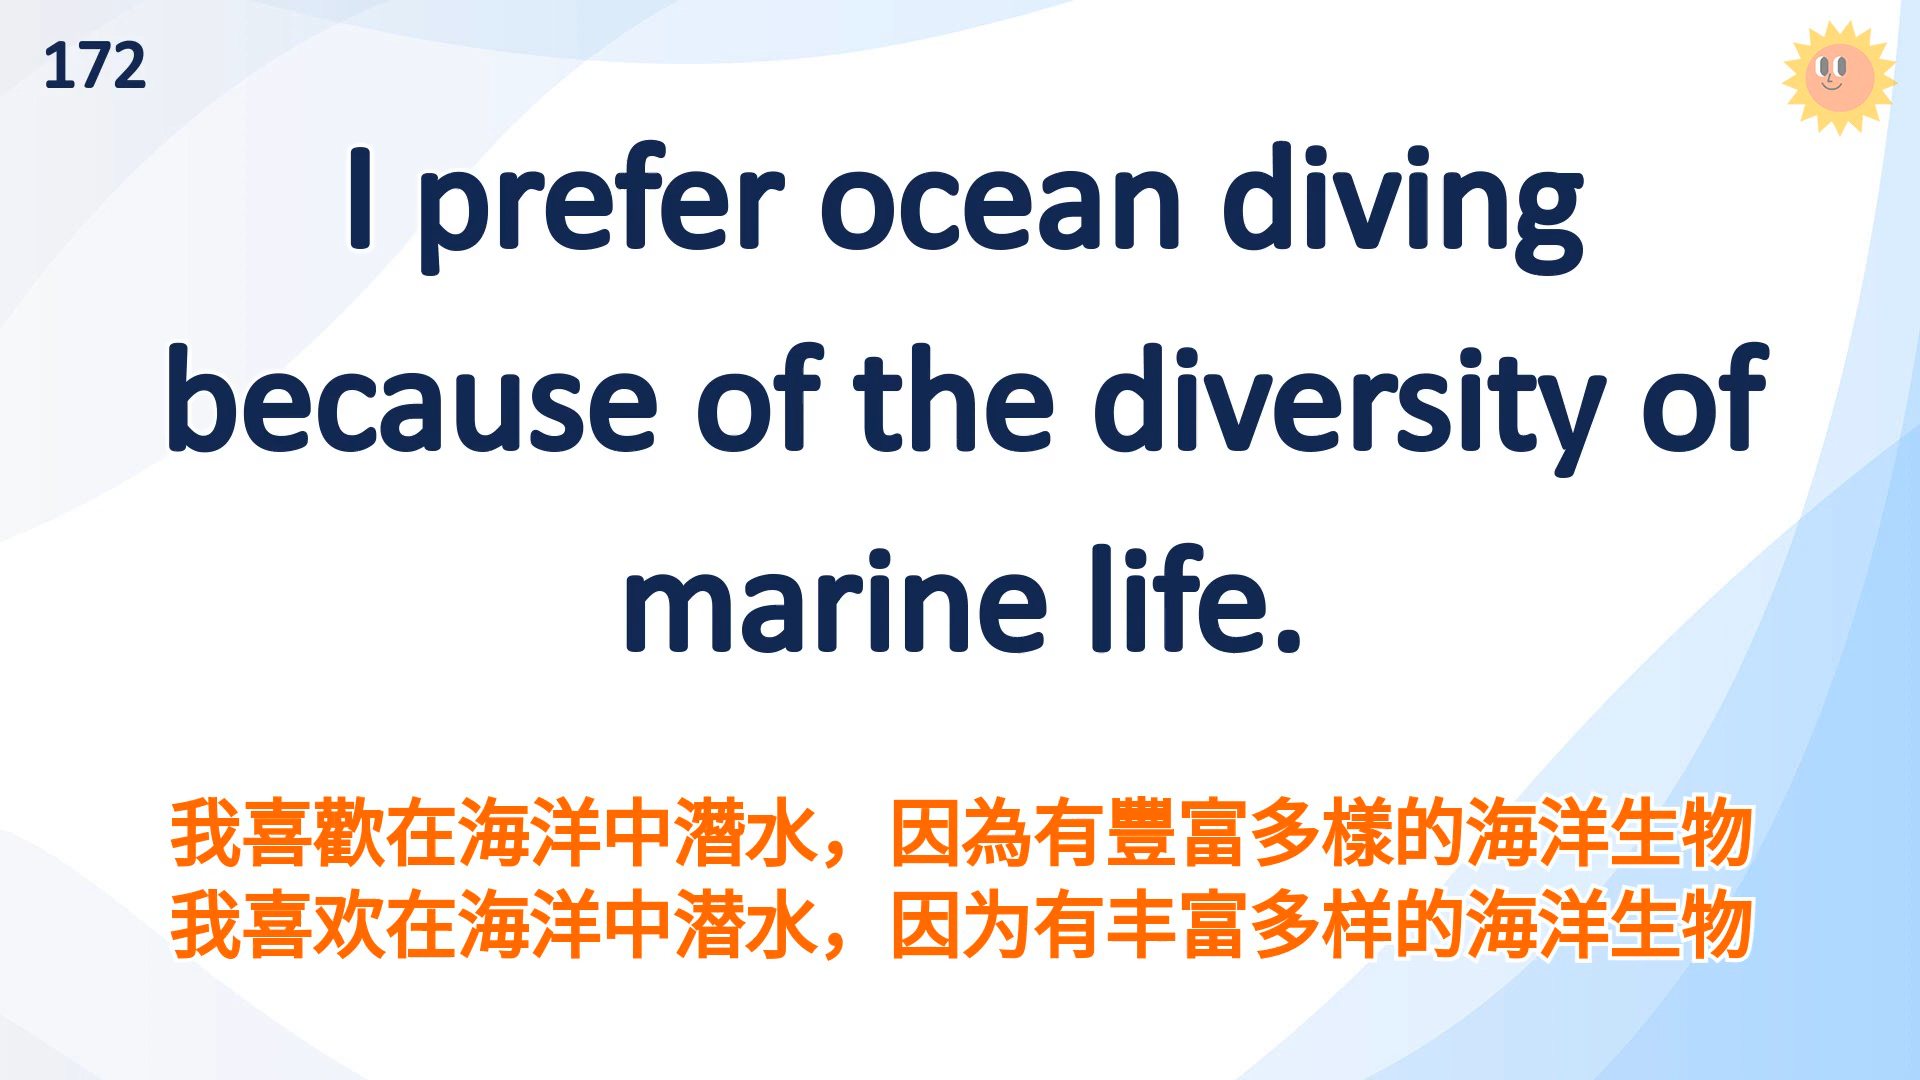 172
I prefer ocean diving
because of the diversity of
marine life.
我喜歡在海洋中潛水，因為有豐富多樣的海洋生物
我喜欢在海洋中潜水，因为有丰富多样的海洋生物